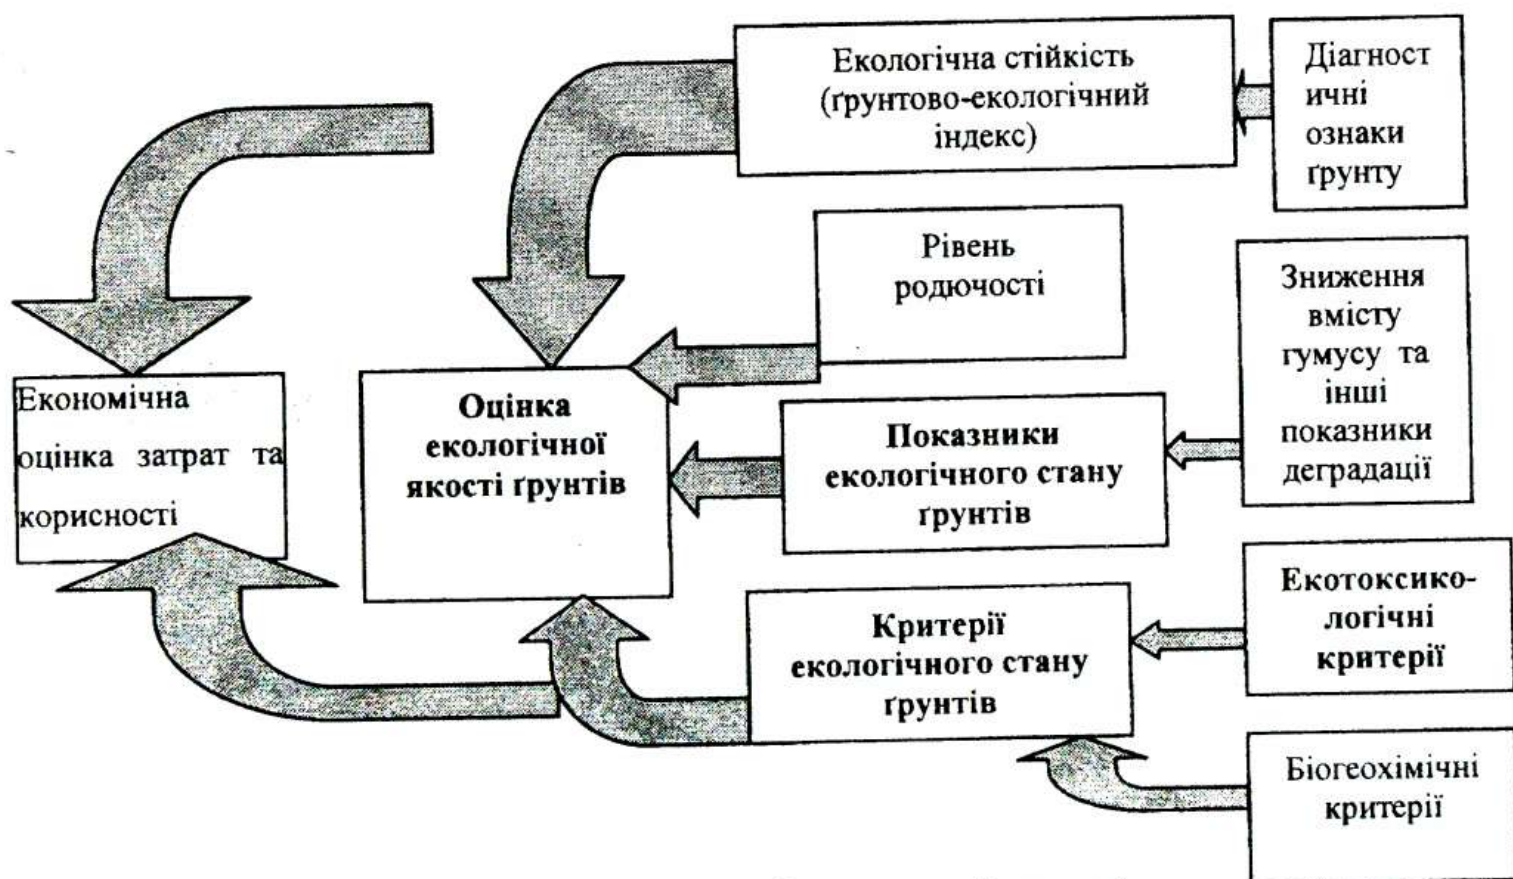 Екологічна стійкість
(ґрунтово-екологічний
індекс)
Діагност
ичні
ознаки
ґрунту
Рівень
родючості
Зниження
вмісту
гумусу та
інші
показники
деградації
Економічна
оцінка затрат та
корисності
Оцінка
екологічної
якості ґрунтів
Показники
екологічного стану
ґрунтів
Критерії
екологічного стану
ґрунтів
Екотоксико-
логічні
критерії
Біогеохімічні
критерії